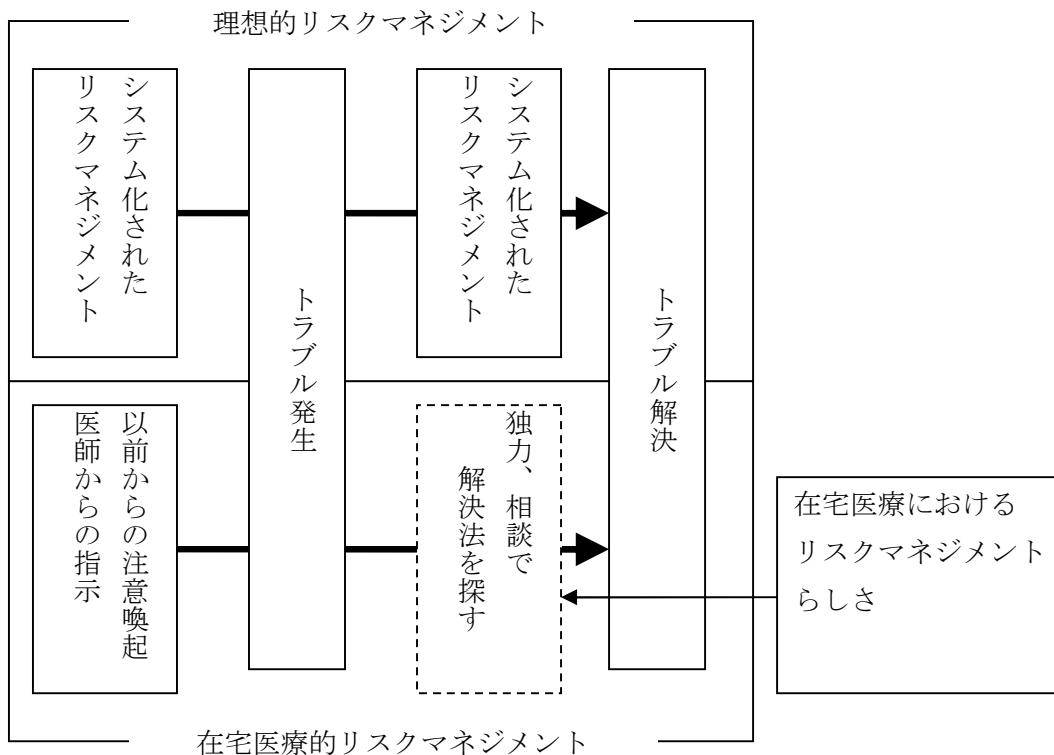 理想的リスクマネジメント
システム化された
リスクマネジメント
トラブル発生
システム化された
リスクマネジメント
トラブル解決
以前からの注意喚起
医師からの指示
独力、相談で
解決法を探す
在宅医療における
リスクマネジメント
らしさ
在宅医療的リスクマネジメント